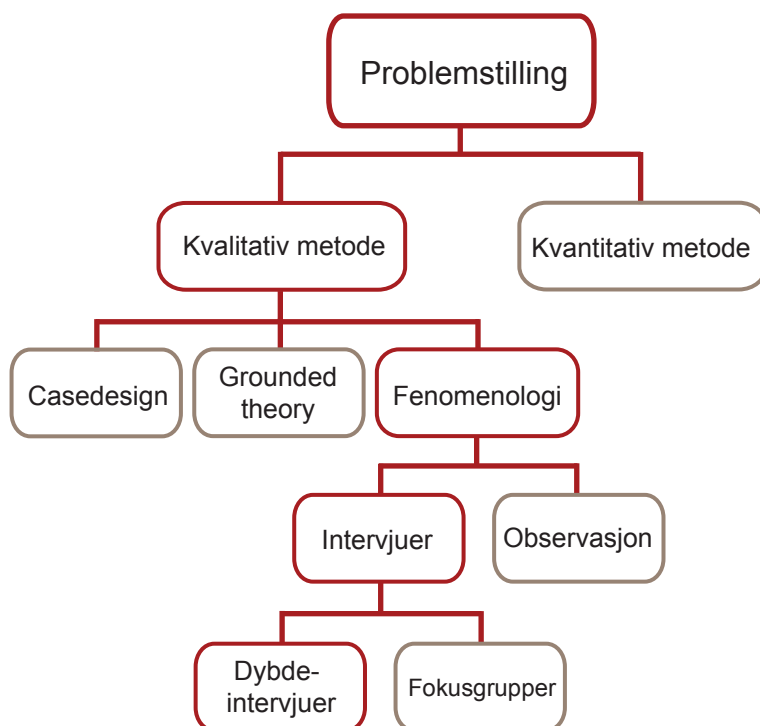 Problemstilling
Kvalitativ metode
Kvantitativ metode
Casedesign
Grounded
theory
Fenomenologi
Intervjuer
Observasjon
Dybde-
intervjuer
Fokusgrupper